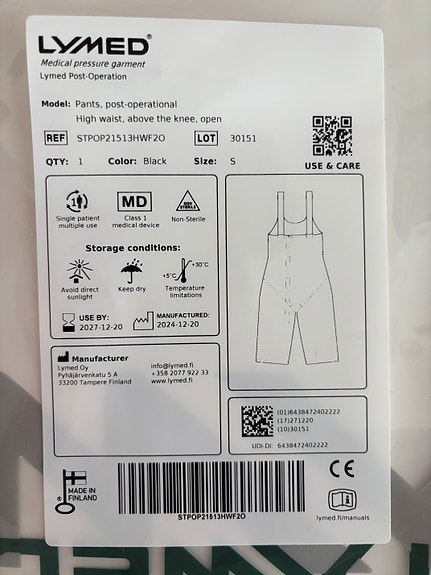 LYMED®
Medical pressure garment
Lymed Post-Operation
Model: Pants, post-operational
High waist, above the knee, open
REF STPOP21513HWF2O LOT 30151
QTY: 1 Color: Black Size: S
USE & CARE
1
Single patient
multiple use
MD
Class 1
medical device
NON
STERILE
Non-Sterile
Storage conditions:
Avoid direct
sunlight
Keep dry
+5°C
+30°C
Temperature
limitations
USE BY:
2027-12-20
MANUFACTURED:
2024-12-20
Manufacturer
Lymed Oy
Pyhäjärvenkatu 5 A
33200 Tampere Finland
info@lymed.fi
+358 2077 922 33
www.lymed.fi
(01)6438472402222
(17)271220
(10)30151
UDI-DI: 6438472402222
MADE IN
FINLAND
STPOP21513HWF2O
CE
lymed.fi/manuals